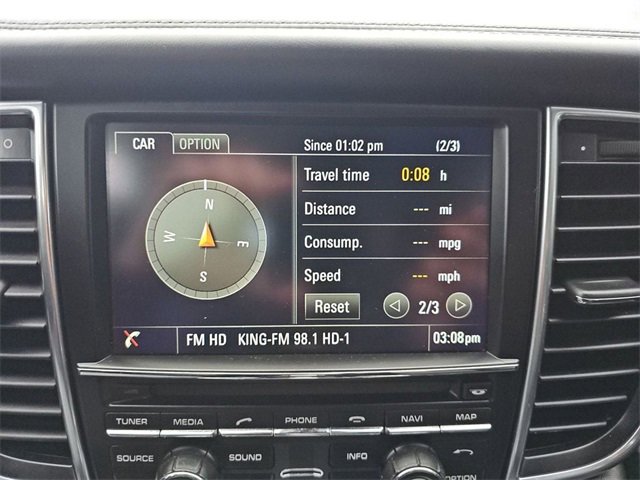 CAR OPTION Since 01:02 pm (2/3)
Travel time 0:08 h
Distance --- mi
Consump. --- mpg
Speed --- mph
Reset 2/3
N
W E
S
FM HD KING-FM 98.1 HD-1 03:08pm
TUNER MEDIA PHONE NAVI MAP
SOURCE SOUND INFO OPTION